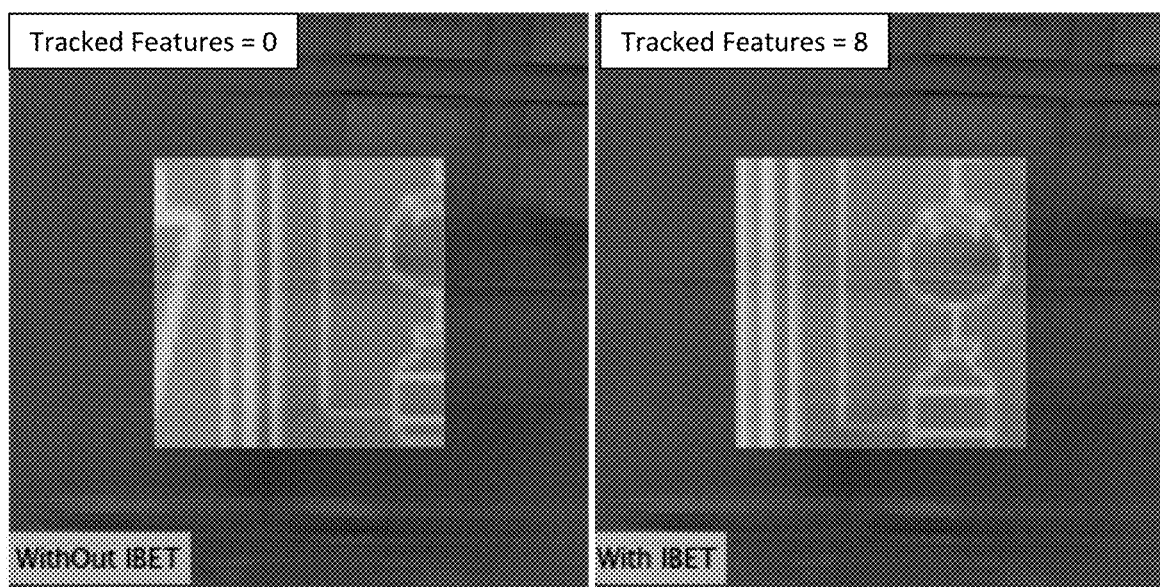 Tracked Features = 0
Tracked Features = 8
WithOut IBET
With IBET